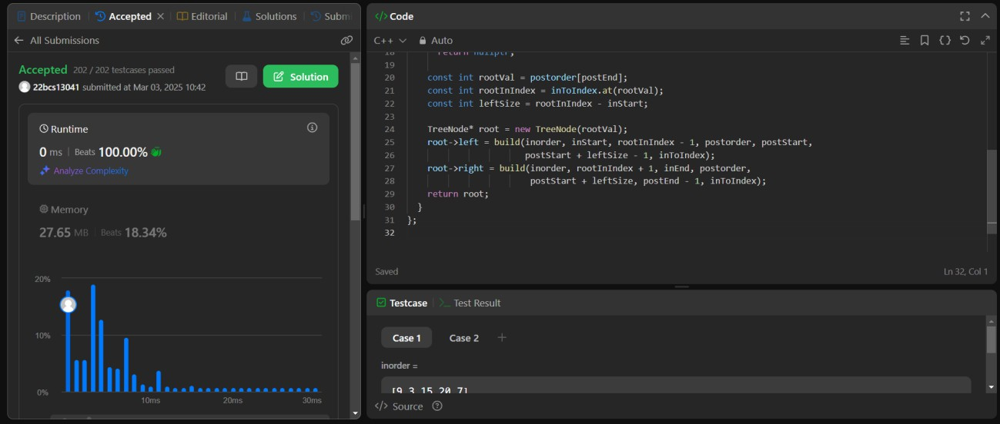 Description
Accepted
Editorial
Solutions
Subm
All Submissions
Accepted 202 / 202 testcases passed
22bcs13041 submitted at Mar 03, 2025 10:42
Solution
Runtime
0 ms | Beats 100.00%
Analyze Complexity
Memory
27.65 MB | Beats 18.34%
20%
10%
0%
10ms
20ms
30ms
</> Code
C++
Auto
18 return nullptr;
19
20 const int rootVal = postorder[postEnd];
21 const int rootInIndex = inToIndex.at(rootVal);
22 const int leftSize = rootInIndex - inStart;
23
24 TreeNode* root = new TreeNode(rootVal);
25 root->left = build(inorder, inStart, rootInIndex - 1, postorder, postStart,
26 postStart + leftSize - 1, inToIndex);
27 root->right = build(inorder, rootInIndex + 1, inEnd, postorder,
28 postStart + leftSize, postEnd - 1, inToIndex);
29 return root;
30 }
31 };
32
Saved
Ln 32, Col 1
Testcase
Test Result
Case 1
Case 2
inorder =
[9,3,15,20,7]
</> Source